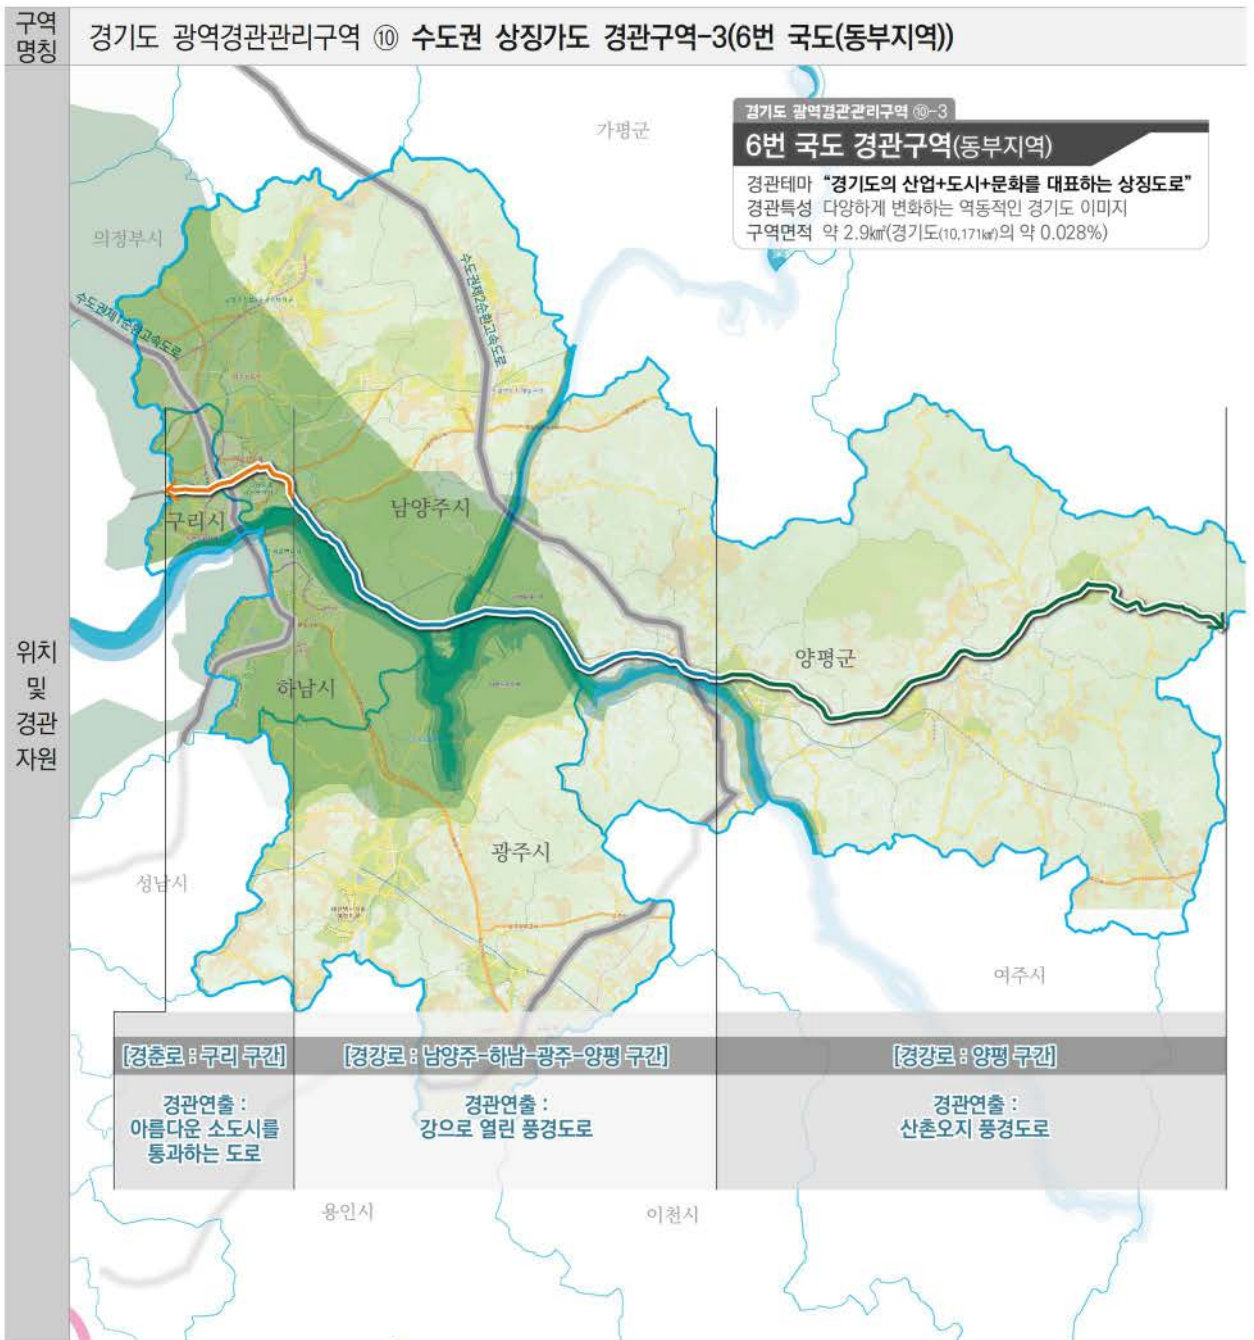 구역
명칭
경기도 광역경관관리구역 ⑩ 수도권 상징가도 경관구역-3(6번 국도(동부지역))
경기도 광역경관관리구역 ⑩-3
6번 국도 경관구역(동부지역)
경관테마 "경기도의 산업+도시+문화를 대표하는 상징도로"
경관특성 다양하게 변화하는 역동적인 경기도 이미지
구역면적 약 2.9㎢(경기도(10,171㎢)의 약 0.028%)
가평군
의정부시
수도권제1순환고속도로
수도권제2순환고속도로
남양주시
구리시
위치
및
경관
자원
양평군
하남시
광주시
성남시
여주시
[경춘로 : 구리 구간]
[경강로 : 남양주-하남-광주-양평 구간]
[경강로 : 양평 구간]
경관연출 :
아름다운 소도시를
통과하는 도로
경관연출 :
강으로 열린 풍경도로
경관연출 :
산촌오지 풍경도로
용인시
이천시